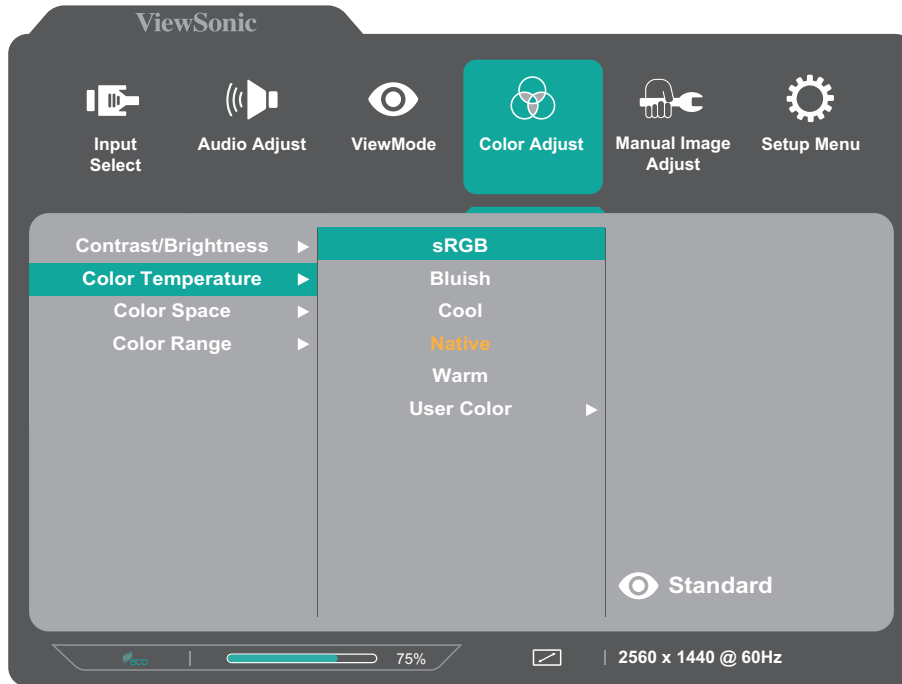 ViewSonic
Input
Select
Audio Adjust
ViewMode
Color Adjust
Manual Image
Adjust
Setup Menu
Contrast/Brightness
Color Temperature
Color Space
Color Range
sRGB
Bluish
Cool
Native
Warm
User Color
Standard
eco
75%
2560 x 1440 @ 60Hz